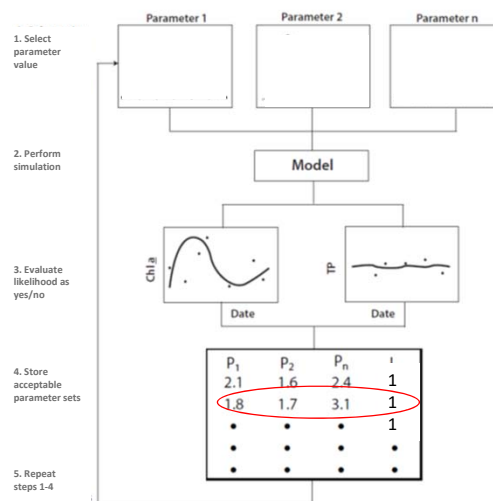 Parameter 1 Parameter 2 Parameter n
1. Select
parameter
value
2. Perform
simulation
Model
3. Evaluate
likelihood as
yes/no
Chl a
TP
Date Date
4. Store
acceptable
parameter sets
P1 P2 Pn
2.1 1.6 2.4 1
1.8 1.7 3.1 1
1
5. Repeat
steps 1-4